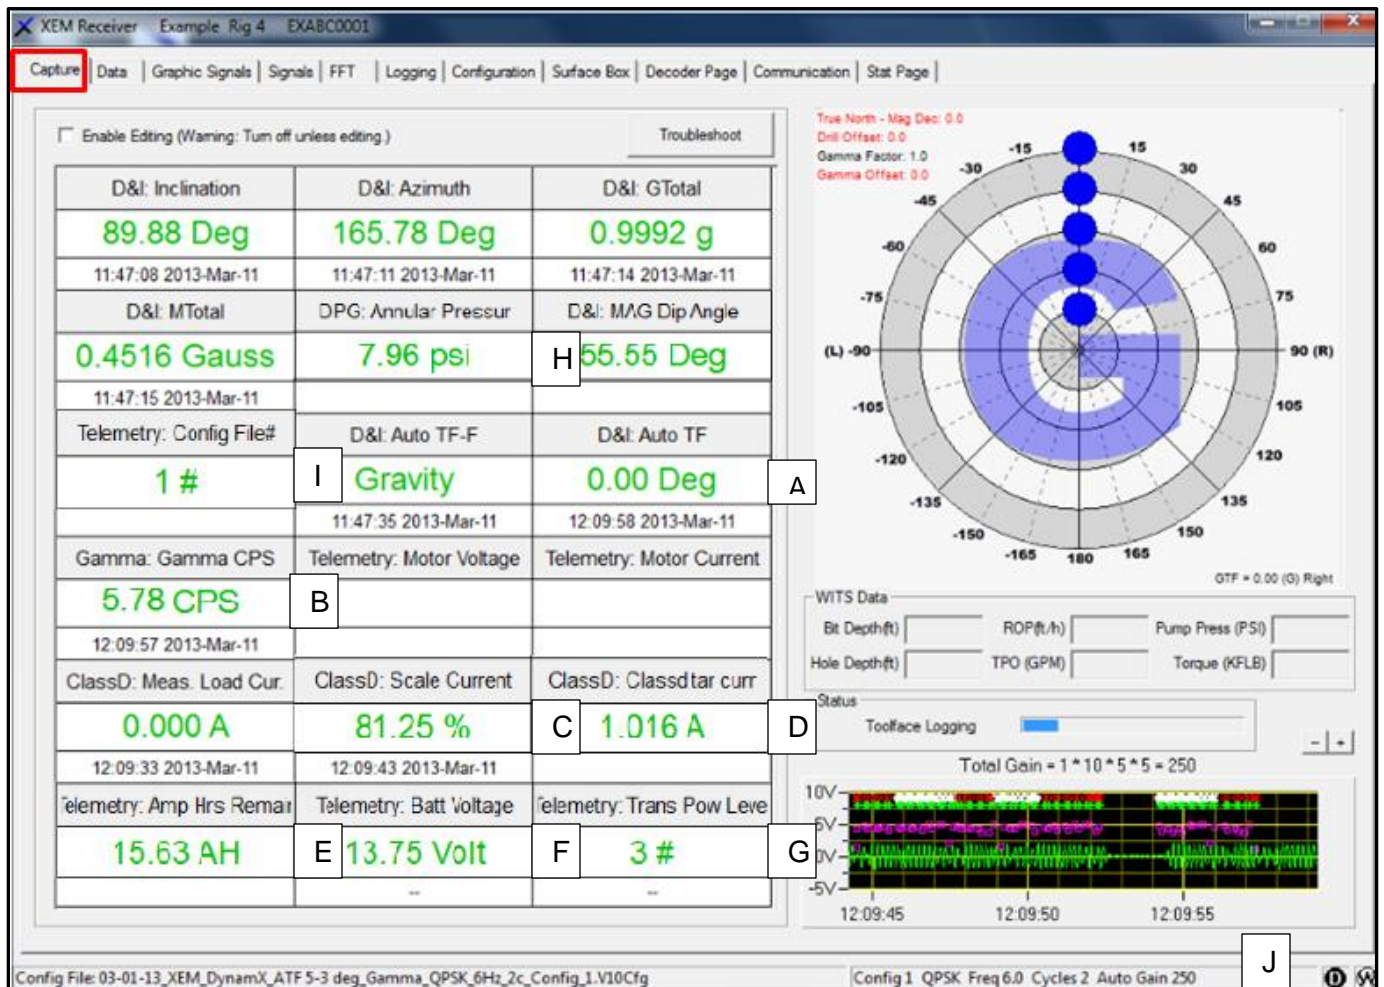 XEM Receiver Example Rig 4 EXABC0001
Capture Data Graphic Signals Signals FFT Logging Configuration Surface Box Decoder Page Communication Stat Page
Enable Editing (Warning: Turn off unless editing.) Troubleshoot
D&I: Inclination D&I: Azimuth D&I: GTotal
89.88 Deg 165.78 Deg 0.9992 g
11:47:08 2013-Mar-11 11:47:11 2013-Mar-11 11:47:14 2013-Mar-11
D&I: MTotal DPG: Annular Pressur D&I: MAG Dip Angle
0.4516 Gauss 7.96 psi H 55.55 Deg
11:47:15 2013-Mar-11
Telemetry: Config File# D&I: Auto TF-F D&I: Auto TF
1 # I Gravity 0.00 Deg A
11:47:35 2013-Mar-11 12:09:58 2013-Mar-11
Gamma: Gamma CPS Telemetry: Motor Voltage Telemetry: Motor Current
5.78 CPS B
12:09:57 2013-Mar-11
ClassD: Meas. Load Cur. ClassD: Scale Current ClassD: Classd tar curr
0.000 A 81.25 % C 1.016 A D
12:09:33 2013-Mar-11 12:09:43 2013-Mar-11
elemetry: Amp Hrs Remar Telemetry: Batt Voltage elemetry: Trans Pow Leve
15.63 AH E 13.75 Volt F 3 # G
-- --
True North - Mag Dec: 0.0
Drill Offset: 0.0
Gamma Factor: 1.0
Gamma Offset: 0.0
-15 15
-30 30
-45 45
-60 60
-75 75
(L) -90 90 (R)
-105 105
-120 120
-135 135
-150 150
-165 180 165
G
GTF = 0.00 (G) Right
WITS Data
Bit Depth(ft) ROP(ft/h) Pump Press (PSI)
Hole Depth(ft) TPO (GPM) Torque (KFLB)
Status
Toolface Logging
- +
Total Gain = 1 * 10 * 5 * 5 = 250
10V
5V
0V
-5V
12:09:45 12:09:50 12:09:55
J
Config File: 03-01-13_XEM_DynamX_ATF 5-3 deg_Gamma_QPSK_6Hz_2c_Config_1.V10Cfg Config 1 QPSK Freq 6.0 Cycles 2 Auto Gain 250 D